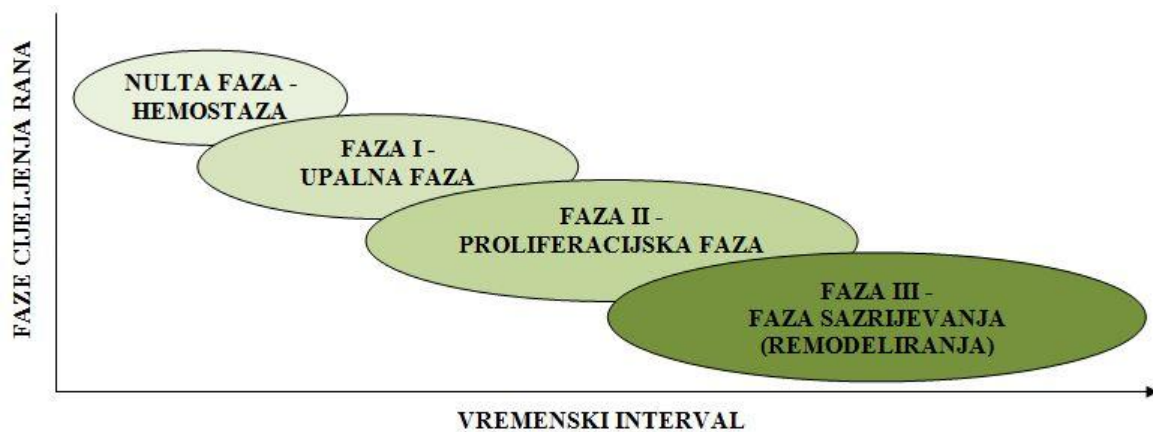 FAZE CIJELJENJA RANA
NULTA FAZA -
HEMOSTAZA
FAZA I -
UPALNA FAZA
FAZA II -
PROLIFERACIJSKA FAZA
FAZA III -
FAZA SAZRIJEVANJA
(REMODELIRANJA)
VREMENSKI INTERVAL